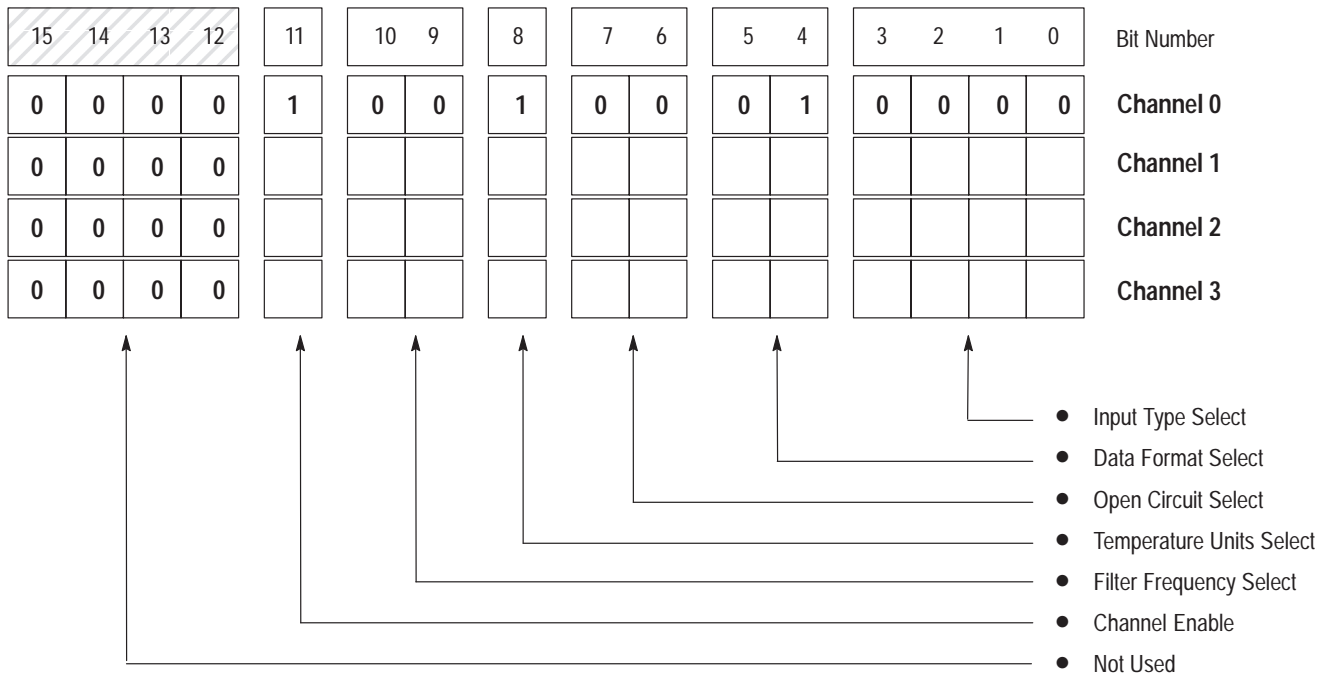 15 14 13 12 11 10 9 8 7 6 5 4 3 2 1 0 Bit Number
0 0 0 0 1 0 0 1 0 0 0 1 0 0 0 0 Channel 0
0 0 0 0 Channel 1
0 0 0 0 Channel 2
0 0 0 0 Channel 3
• Input Type Select
• Data Format Select
• Open Circuit Select
• Temperature Units Select
• Filter Frequency Select
• Channel Enable
• Not Used